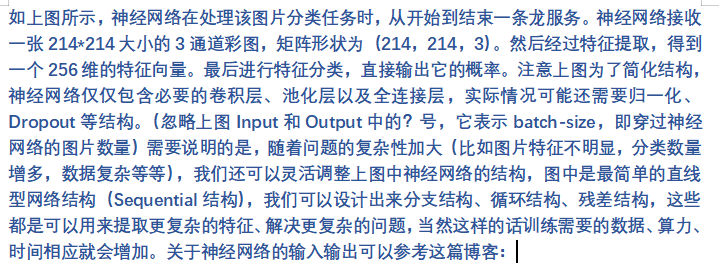 如上图所示，神经网络在处理该图片分类任务时，从开始到结束一条龙服务。神经网络接收
一张 214*214 大小的 3 通道彩图，矩阵形状为（214，214，3)。然后经过特征提取，得到
一个 256 维的特征向量。最后进行特征分类，直接输出它的概率。注意上图为了简化结构，
神经网络仅仅包含必要的卷积层、池化层以及全连接层，实际情况可能还需要归一化、
Dropout 等结构。（忽略上图 Input 和 Output 中的？号，它表示 batch-size，即穿过神经
网络的图片数量）需要说明的是，随着问题的复杂性加大（比如图片特征不明显，分类数量
增多，数据复杂等等），我们还可以灵活调整上图中神经网络的结构，图中是最简单的直线
型网络结构（Sequential 结构），我们可以设计出来分支结构、循环结构、残差结构，这些
都是可以用来提取更复杂的特征、解决更复杂的问题，当然这样的话训练需要的数据、算力、
时间相应就会增加。关于神经网络的输入输出可以参考这篇博客：